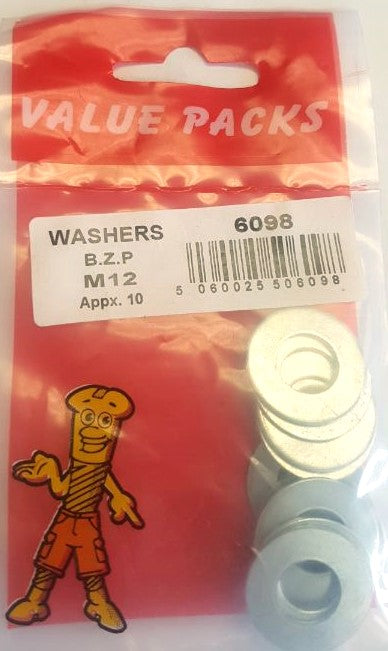 VALUE PACKS
WASHERS
B.Z.P
M12
Appx. 10
6098
5 060025 506098